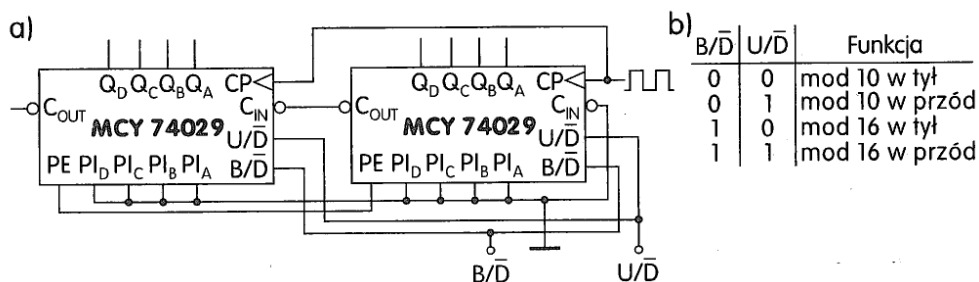 a)
Q_D Q_C Q_B Q_A CP
C_OUT C_IN
MCY 74029
U/D̅
PE PI_D PI_C PI_B PI_A B/D̅
Q_D Q_C Q_B Q_A CP
C_OUT C_IN
MCY 74029
U/D̅
PE PI_D PI_C PI_B PI_A B/D̅
B/D̅ U/D̅
b)
B/D̅ U/D̅ Funkcja
0 0 mod 10 w tył
0 1 mod 10 w przód
1 0 mod 16 w tył
1 1 mod 16 w przód